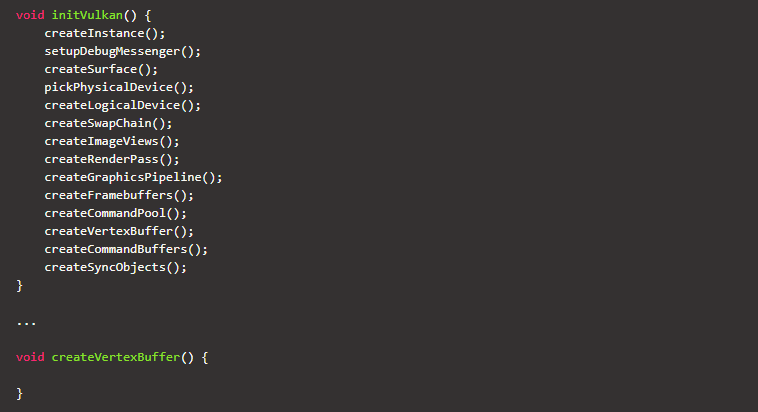 void initVulkan() {
    createInstance();
    setupDebugMessenger();
    createSurface();
    pickPhysicalDevice();
    createLogicalDevice();
    createSwapChain();
    createImageViews();
    createRenderPass();
    createGraphicsPipeline();
    createFramebuffers();
    createCommandPool();
    createVertexBuffer();
    createCommandBuffers();
    createSyncObjects();
}

...

void createVertexBuffer() {

}